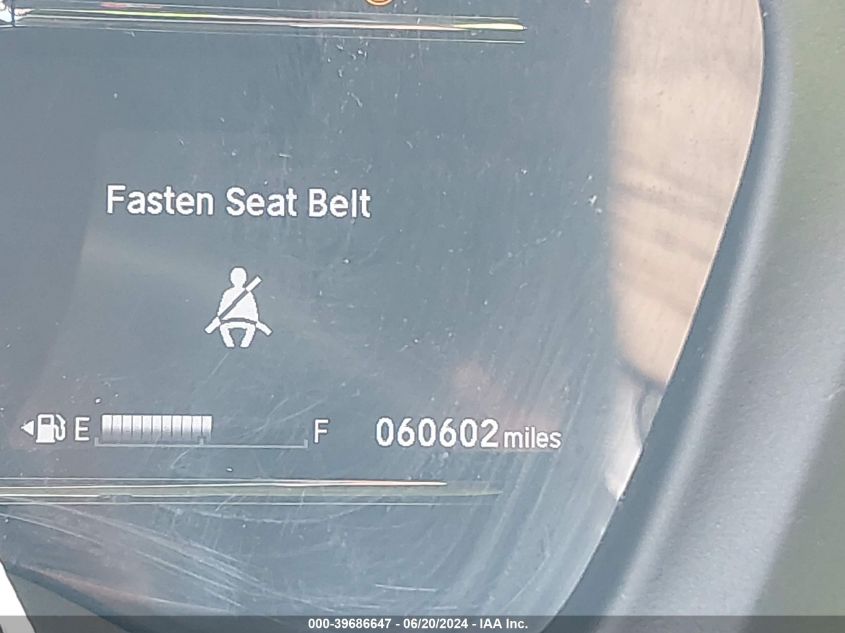 Fasten Seat Belt
E F 060602 miles
000-39686647 - 06/20/2024 - IAA Inc.